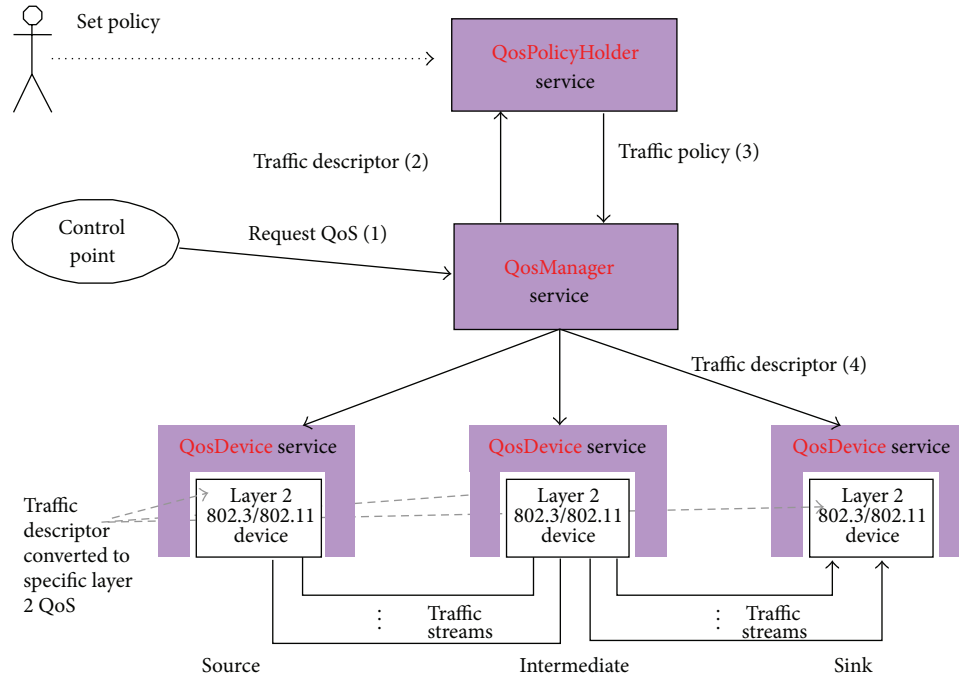 Set policy
QosPolicyHolder
service
Traffic descriptor (2)
Traffic policy (3)
Control
point
Request QoS (1)
QosManager
service
Traffic descriptor (4)
QosDevice service
QosDevice service
QosDevice service
Layer 2
802.3/802.11
device
Layer 2
802.3/802.11
device
Layer 2
802.3/802.11
device
Traffic
descriptor
converted to
specific layer
2 QoS
Traffic
streams
Traffic
streams
Source
Intermediate
Sink